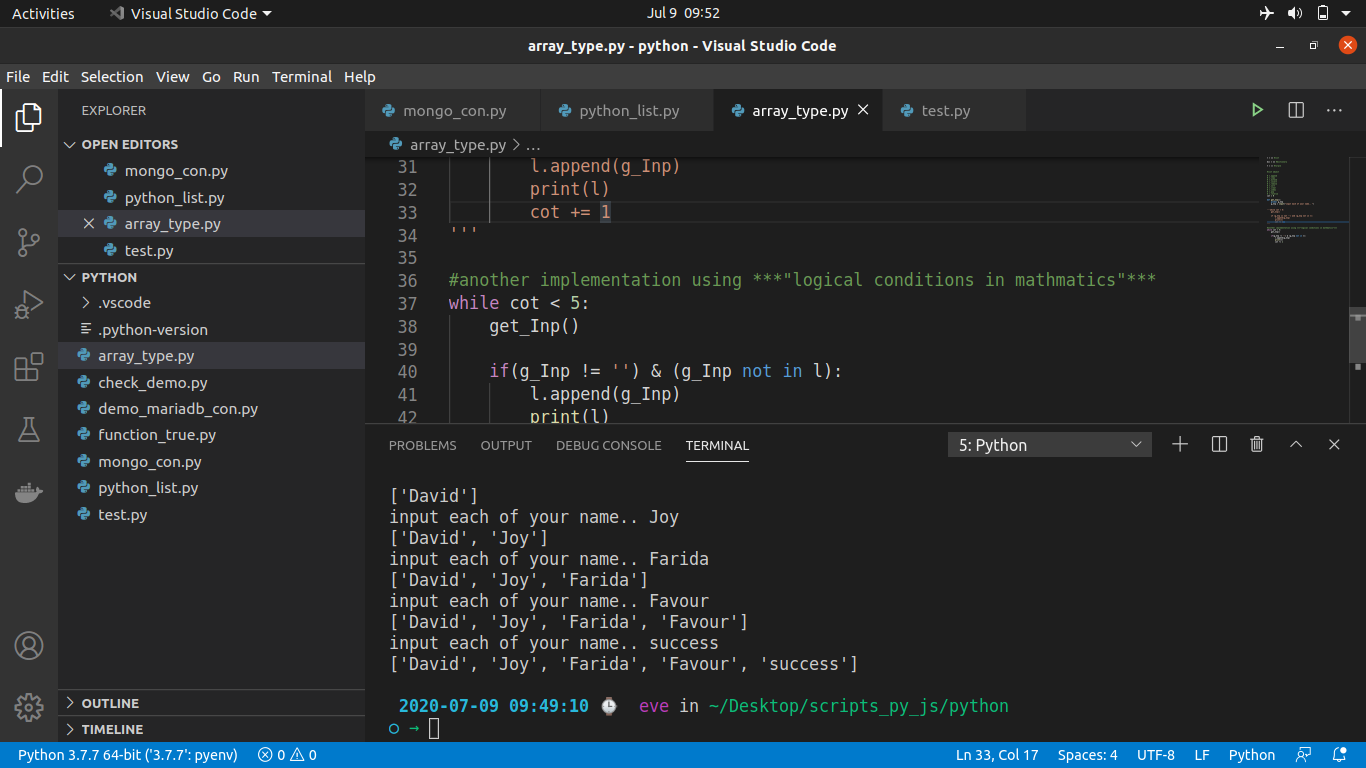 Activities Visual Studio Code Jul 9 09:52
array_type.py - python - Visual Studio Code
File Edit Selection View Go Run Terminal Help
EXPLORER
OPEN EDITORS
mongo_con.py
python_list.py
array_type.py
test.py
PYTHON
.vscode
.python-version
array_type.py
check_demo.py
demo_mariadb_con.py
function_true.py
mongo_con.py
python_list.py
test.py
OUTLINE
TIMELINE
mongo_con.py python_list.py array_type.py test.py
array_type.py > ...
31 l.append(g_Inp)
32 print(l)
33 cot += 1
34 '''
35
36 #another implementation using ***"logical conditions in mathmatics"***
37 while cot < 5:
38 get_Inp()
39
40 if(g_Inp != '') & (g_Inp not in l):
41 l.append(g_Inp)
42 print(l)
PROBLEMS OUTPUT DEBUG CONSOLE TERMINAL 5: Python
['David']
input each of your name.. Joy
['David', 'Joy']
input each of your name.. Farida
['David', 'Joy', 'Farida']
input each of your name.. Favour
['David', 'Joy', 'Farida', 'Favour']
input each of your name.. success
['David', 'Joy', 'Farida', 'Favour', 'success']
2020-07-09 09:49:10 ⌚ eve in ~/Desktop/scripts_py_js/python
○ →
Python 3.7.7 64-bit ('3.7.7': pyenv) 0 0 Ln 33, Col 17 Spaces: 4 UTF-8 LF Python